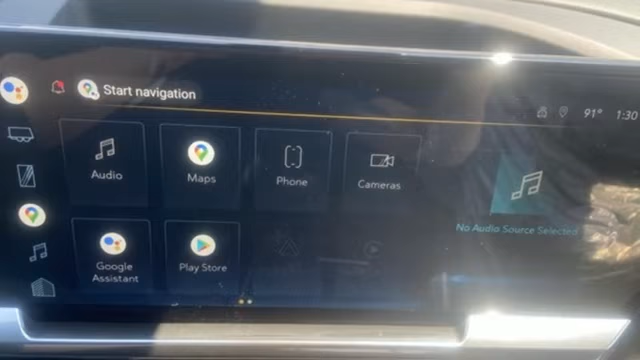 Start navigation
91° 1:30
Audio
Maps
Phone
Cameras
No Audio Source Selected
Google
Assistant
Play Store